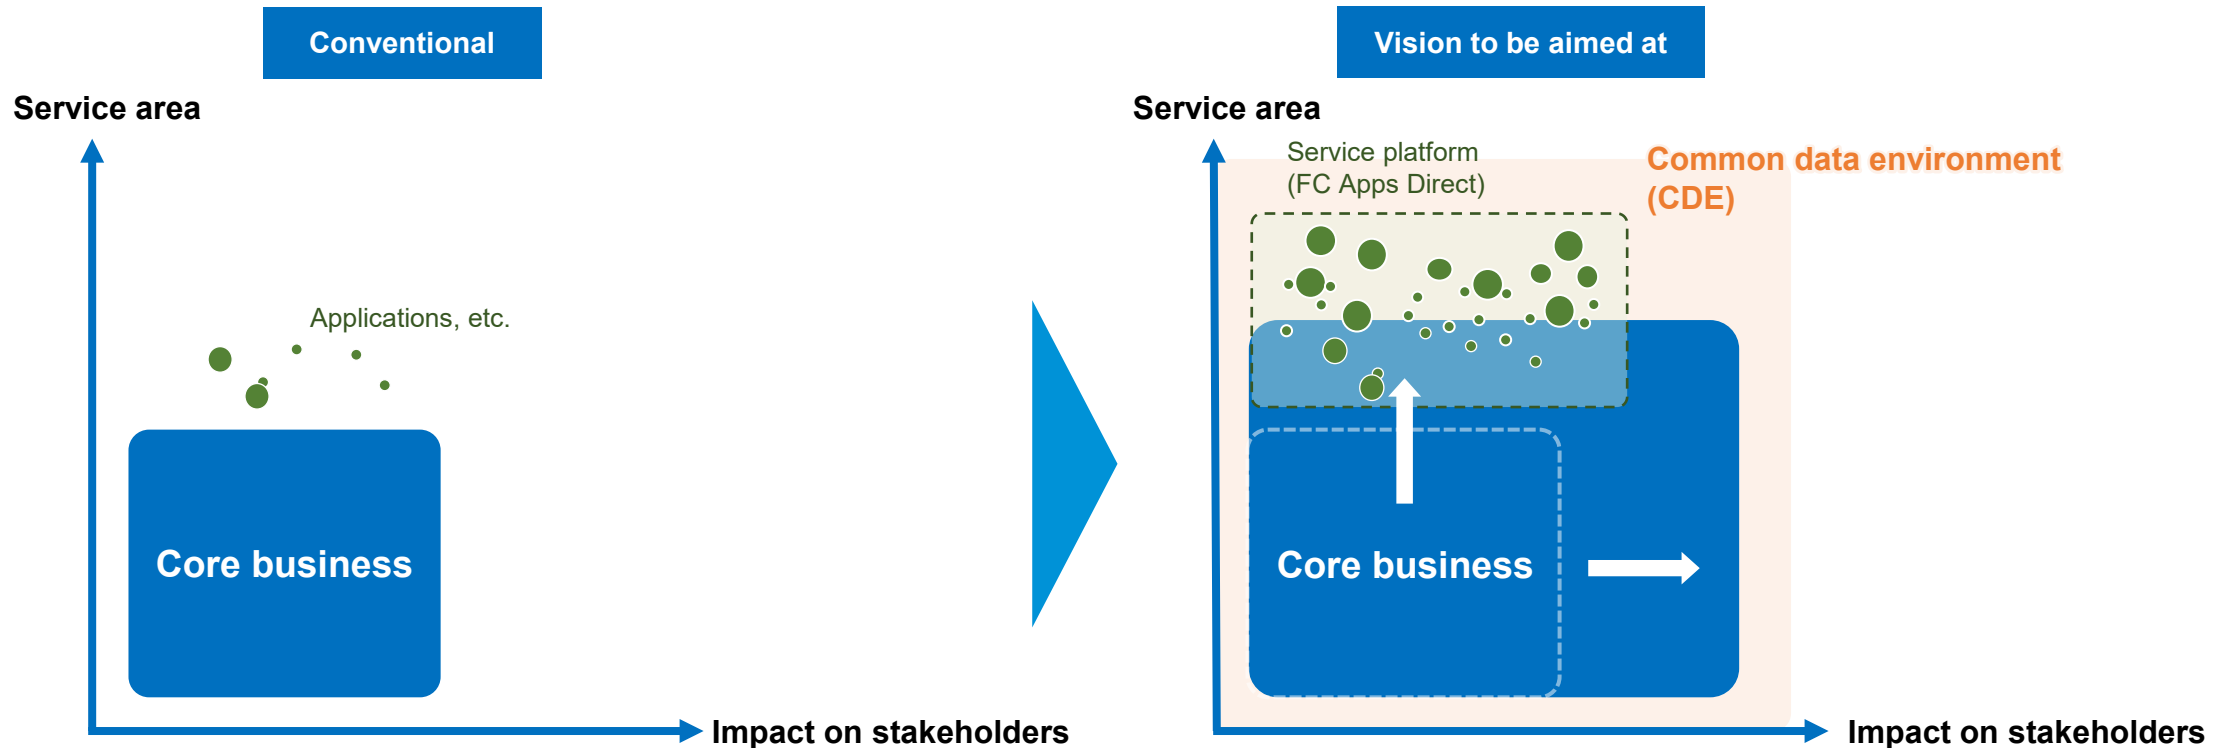 Conventional
Service area
Applications, etc.
Core business
Impact on stakeholders
Vision to be aimed at
Service area
Service platform
(FC Apps Direct)
Common data environment
(CDE)
Core business
Impact on stakeholders